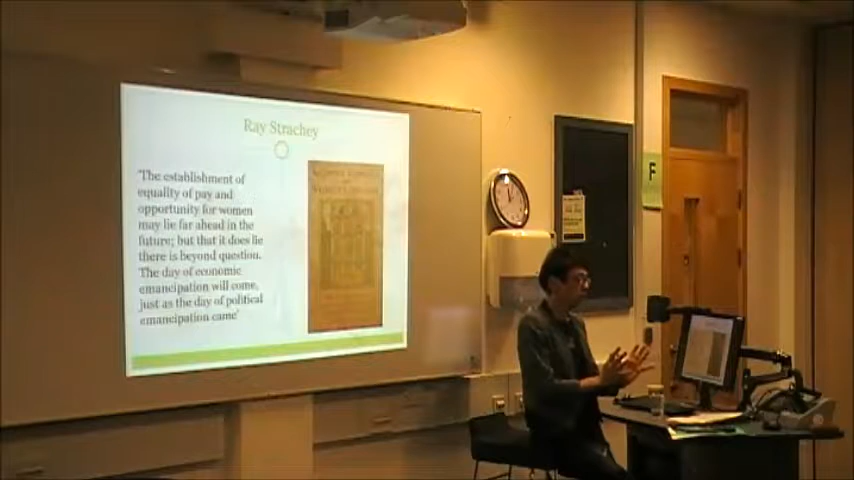 Ray Strachey
'The establishment of
equality of pay and
opportunity for women
may lie far ahead in the
future; but that it does lie
there is beyond question.
The day of economic
emancipation will come,
just as the day of political
emancipation came'
F